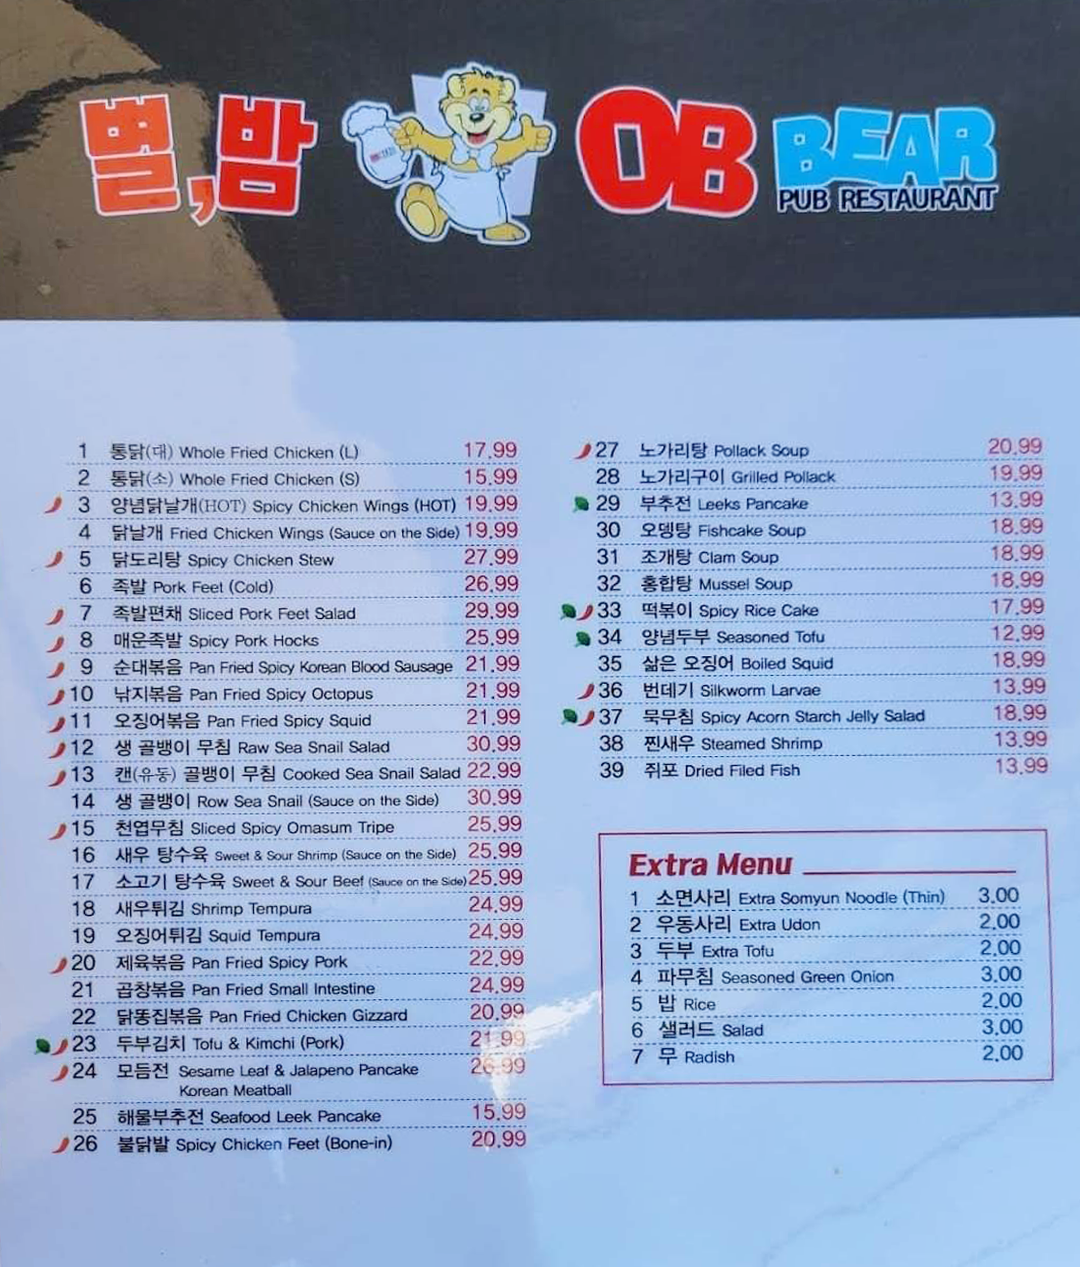 별,밤
OB BEAR
PUB RESTAURANT
1 통닭(대) Whole Fried Chicken (L) 17.99
2 통닭(소) Whole Fried Chicken (S) 15.99
3 양념닭날개(HOT) Spicy Chicken Wings (HOT) 19.99
4 닭날개 Fried Chicken Wings (Sauce on the Side) 19.99
5 닭도리탕 Spicy Chicken Stew 27.99
6 족발 Pork Feet (Cold) 26.99
7 족발편채 Sliced Pork Feet Salad 29.99
8 매운족발 Spicy Pork Hocks 25.99
9 순대볶음 Pan Fried Spicy Korean Blood Sausage 21.99
10 낚지볶음 Pan Fried Spicy Octopus 21.99
11 오징어볶음 Pan Fried Spicy Squid 21.99
12 생 골뱅이 무침 Raw Sea Snail Salad 30.99
13 캔(유동) 골뱅이 무침 Cooked Sea Snail Salad 22.99
14 생 골뱅이 Row Sea Snail (Sauce on the Side) 30.99
15 천엽무침 Sliced Spicy Omasum Tripe 25.99
16 새우 탕수육 Sweet & Sour Shrimp (Sauce on the Side) 25.99
17 소고기 탕수육 Sweet & Sour Beef (Sauce on the Side) 25.99
18 새우튀김 Shrimp Tempura 24.99
19 오징어튀김 Squid Tempura 24.99
20 제육볶음 Pan Fried Spicy Pork 22.99
21 곱창볶음 Pan Fried Small Intestine 24.99
22 닭똥집볶음 Pan Fried Chicken Gizzard 20.99
23 두부김치 Tofu & Kimchi (Pork) 21.99
24 모듬전 Sesame Leaf & Jalapeno Pancake 26.99
Korean Meatball
25 해물부추전 Seafood Leek Pancake 15.99
26 불닭발 Spicy Chicken Feet (Bone-in) 20.99
27 노가리탕 Pollack Soup 20.99
28 노가리구이 Grilled Pollack 19.99
29 부추전 Leeks Pancake 13.99
30 오뎅탕 Fishcake Soup 18.99
31 조개탕 Clam Soup 18.99
32 홍합탕 Mussel Soup 18.99
33 떡볶이 Spicy Rice Cake 17.99
34 양념두부 Seasoned Tofu 12.99
35 삶은 오징어 Boiled Squid 18.99
36 번데기 Silkworm Larvae 13.99
37 묵무침 Spicy Acorn Starch Jelly Salad 18.99
38 찐새우 Steamed Shrimp 13.99
39 쥐포 Dried Filed Fish 13.99
Extra Menu
1 소면사리 Extra Somyun Noodle (Thin) 3.00
2 우동사리 Extra Udon 2.00
3 두부 Extra Tofu 2.00
4 파무침 Seasoned Green Onion 3.00
5 밥 Rice 2.00
6 샐러드 Salad 3.00
7 무 Radish 2.00